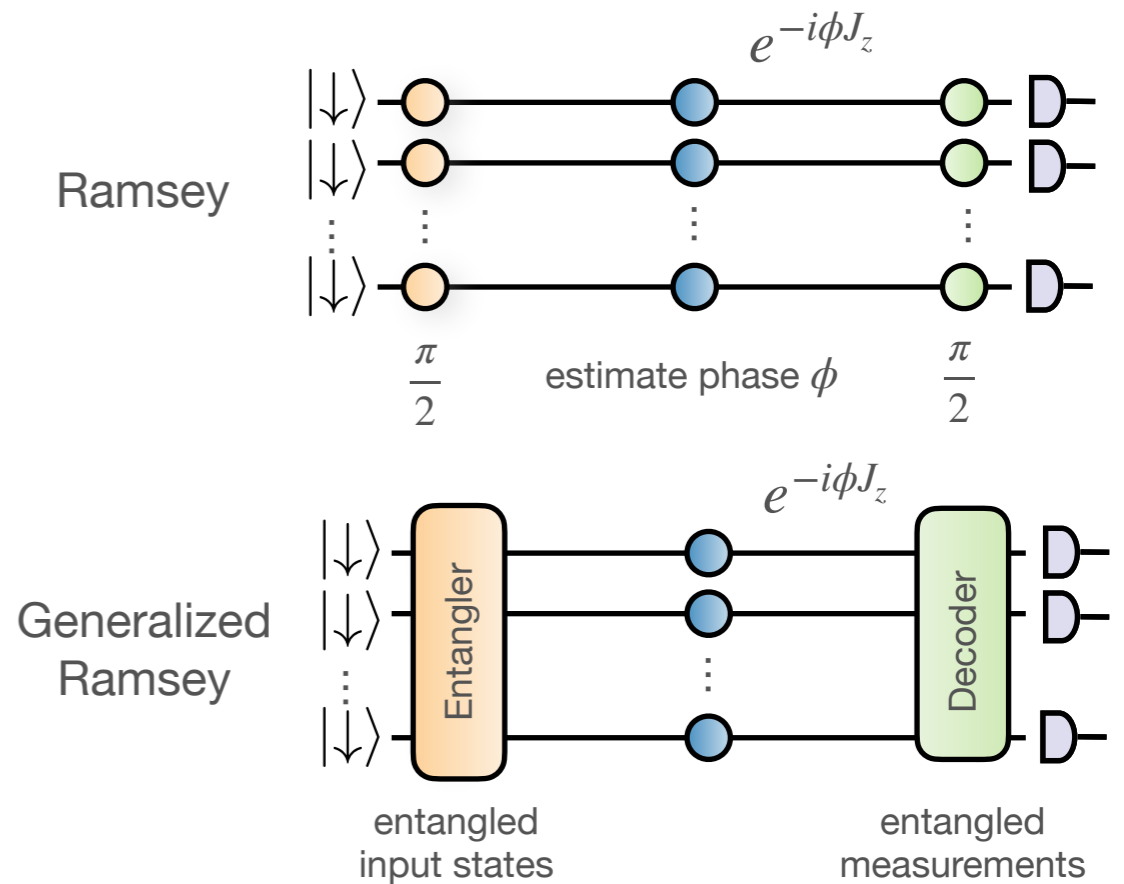 e^{-iϕJ_z}
|↓⟩
|↓⟩
Ramsey
⋮ ⋮ ⋮ ⋮
|↓⟩
π/2 estimate phase ϕ π/2
e^{-iϕJ_z}
|↓⟩
|↓⟩
Generalized
Ramsey
⋮ ⋮
|↓⟩
Entangler
Decoder
entangled
input states
entangled
measurements